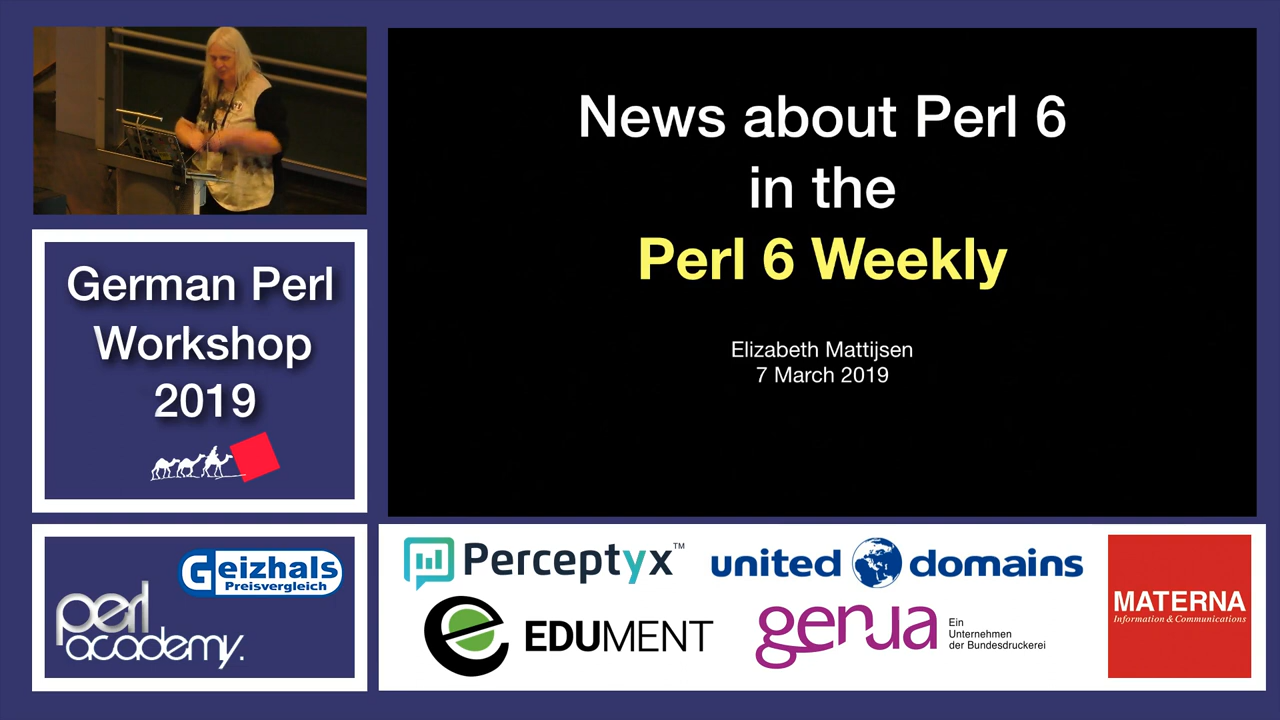 News about Perl 6
in the
Perl 6 Weekly
Elizabeth Mattijsen
7 March 2019
German Perl
Workshop
2019
Geizhals
Preisvergleich
perl
academy.
Perceptyx™
united domains
EDUMENT
genua
Ein
Unternehmen
der Bundesdruckerei
MATERNA
Information & Communications